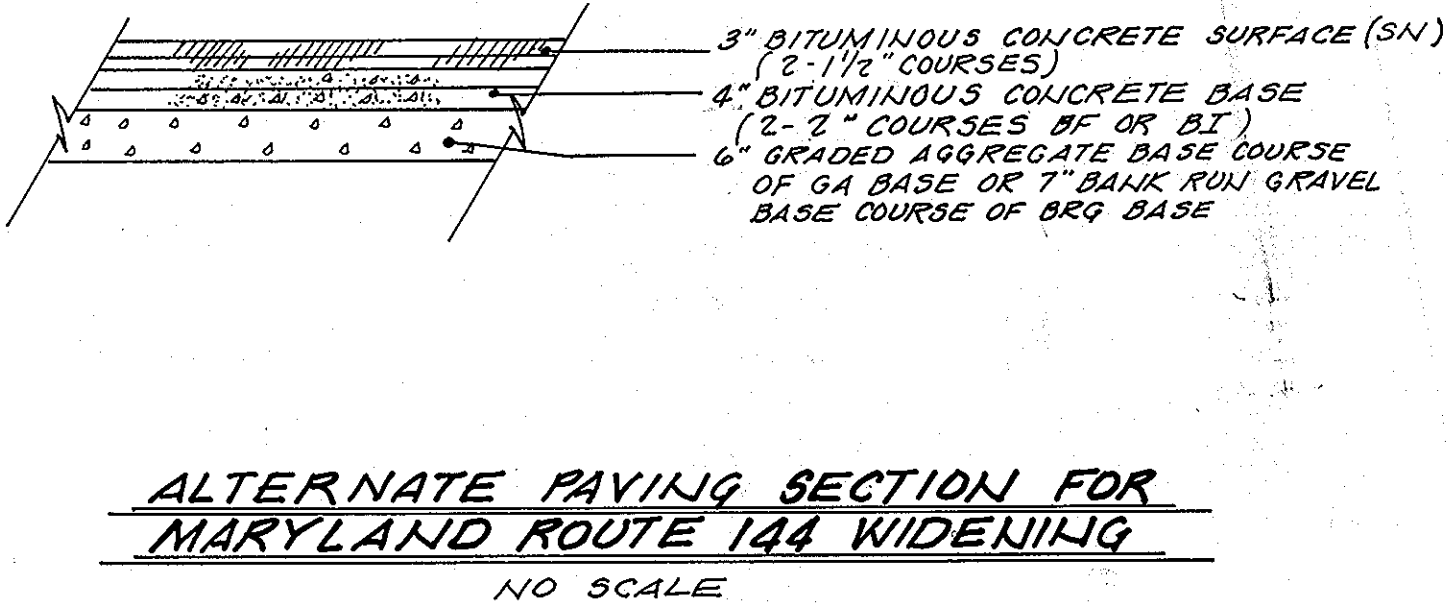 3" BITUMINOUS CONCRETE SURFACE (SN)
(2-1 1/2" COURSES)
4" BITUMINOUS CONCRETE BASE
(2-2" COURSES BF OR BI)
6" GRADED AGGREGATE BASE COURSE
OF GA BASE OR 7" BANK RUN GRAVEL
BASE COURSE OF BRG BASE
ALTERNATE PAVING SECTION FOR
MARYLAND ROUTE 144 WIDENING
NO SCALE